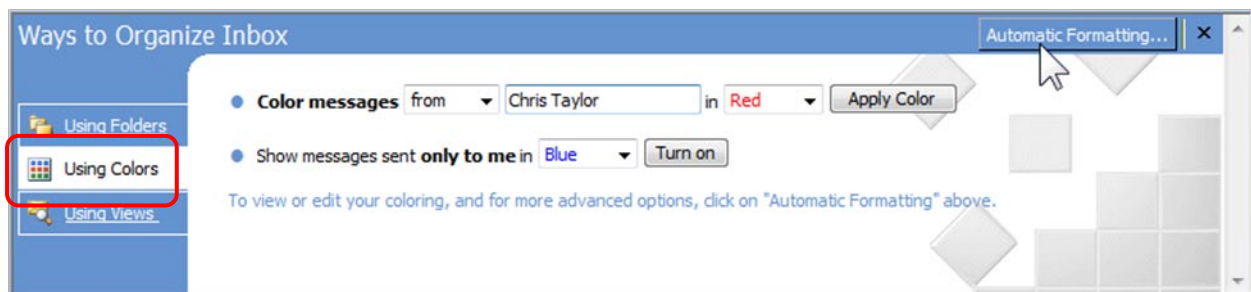 Ways to Organize Inbox Automatic Formatting...
Using Folders
Using Colors
Using Views
Color messages from Chris Taylor in Red Apply Color
Show messages sent only to me in Blue Turn on
To view or edit your coloring, and for more advanced options, click on "Automatic Formatting" above.